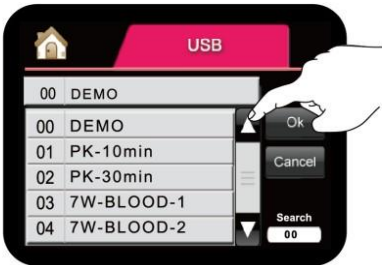 USB
00 DEMO
00 DEMO
01 PK-10min
02 PK-30min
03 7W-BLOOD-1
04 7W-BLOOD-2
Ok
Cancel
Search
00